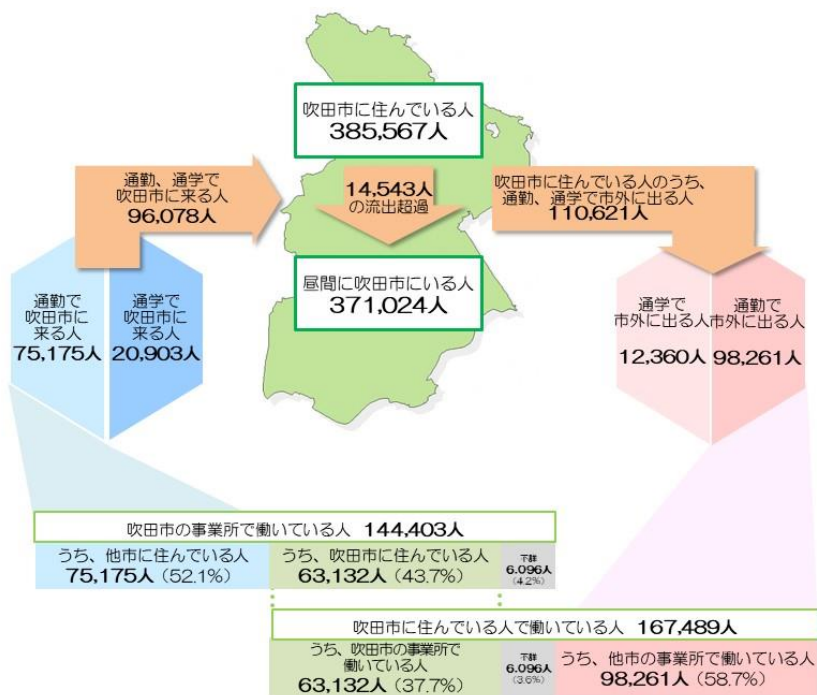 吹田市に住んでいる人
385,567人
通勤、通学で
吹田市に来る人
96,078人
14,543人
の流出超過
吹田市に住んでいる人のうち、
通勤、通学で市外に出る人
110,621人
昼間に吹田市にいる人
371,024人
通勤で
吹田市に
来る人
75,175人
通学で
吹田市に
来る人
20,903人
通学で
市外に出る人
12,360人
通勤で
市外に出る人
98,261人
吹田市の事業所で働いている人 144,403人
うち、他市に住んでいる人
75,175人（52.1%）
うち、吹田市に住んでいる人
63,132人（43.7%）
不詳
6.096人
（4.2%）
吹田市に住んでいる人で働いている人 167,489人
うち、吹田市の事業所で
働いている人
63,132人（37.7%）
不詳
6.096人
（3.6%）
うち、他市の事業所で働いている人
98,261人（58.7%）